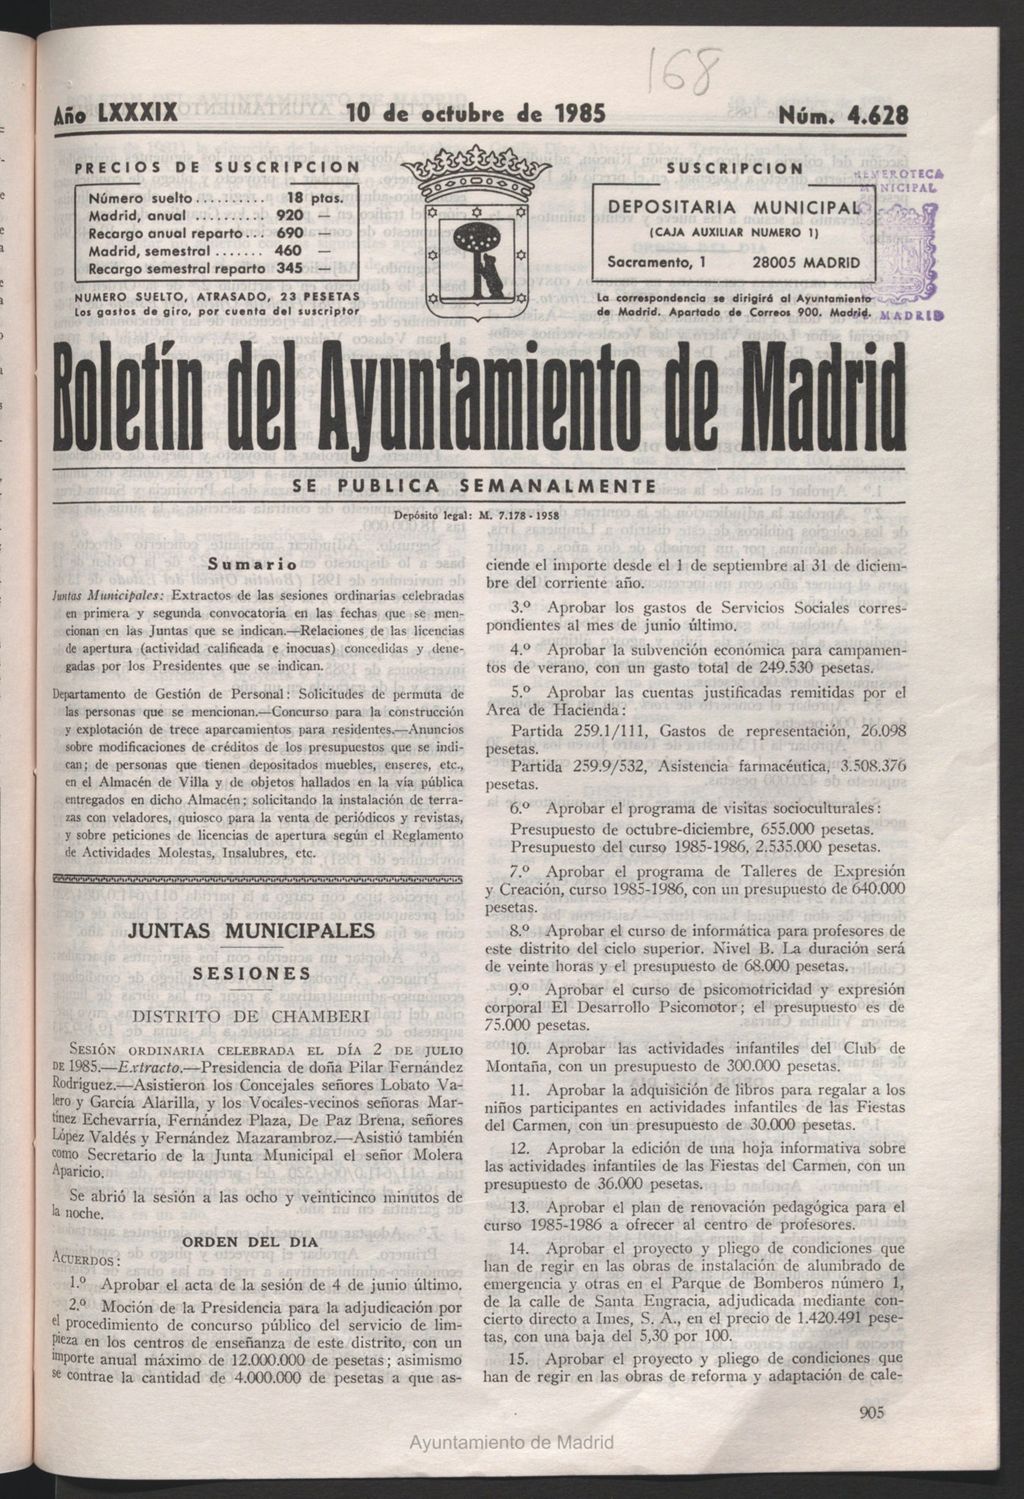 168
Año LXXXIX 10 de octubre de 1985 Núm. 4.628
PRECIOS DE SUSCRIPCION
Número suelto .......... 18 ptas.
Madrid, anual .......... 920 —
Recargo anual reparto ... 690 —
Madrid, semestral ....... 460 —
Recargo semestral reparto 345 —
NUMERO SUELTO, ATRASADO, 23 PESETAS
Los gastos de giro, por cuenta del suscriptor
SUSCRIPCION
DEPOSITARIA MUNICIPAL
(CAJA AUXILIAR NUMERO 1)
Sacramento, 1 28005 MADRID
La correspondencia se dirigirá al Ayuntamiento
de Madrid. Apartado de Correos 900. Madrid.
HEMEROTECA
MUNICIPAL
DE MADRID
Boletín del Ayuntamiento de Madrid
SE PUBLICA SEMANALMENTE
Depósito legal: M. 7.178 - 1958
Sumario
Juntas Municipales: Extractos de las sesiones ordinarias celebradas
en primera y segunda convocatoria en las fechas que se men-
cionan en las Juntas que se indican.—Relaciones de las licencias
de apertura (actividad calificada e inocuas) concedidas y dene-
gadas por los Presidentes que se indican.
Departamento de Gestión de Personal: Solicitudes de permuta de
las personas que se mencionan.—Concurso para la construcción
y explotación de trece aparcamientos para residentes.—Anuncios
sobre modificaciones de créditos de los presupuestos que se indi-
can; de personas que tienen depositados muebles, enseres, etc.,
en el Almacén de Villa y de objetos hallados en la vía pública
entregados en dicho Almacén; solicitando la instalación de terra-
zas con veladores, quiosco para la venta de periódicos y revistas,
y sobre peticiones de licencias de apertura según el Reglamento
de Actividades Molestas, Insalubres, etc.
JUNTAS MUNICIPALES
SESIONES
DISTRITO DE CHAMBERI
SESIÓN ORDINARIA CELEBRADA EL DÍA 2 DE JULIO
DE 1985.—Extracto.—Presidencia de doña Pilar Fernández
Rodríguez.—Asistieron los Concejales señores Lobato Va-
lero y García Alarilla, y los Vocales-vecinos señoras Mar-
tínez Echevarría, Fernández Plaza, De Paz Brena, señores
López Valdés y Fernández Mazarambroz.—Asistió también
como Secretario de la Junta Municipal el señor Molera
Aparicio.
Se abrió la sesión a las ocho y veinticinco minutos de
la noche.
ORDEN DEL DIA
ACUERDOS:
1.º Aprobar el acta de la sesión de 4 de junio último.
2.º Moción de la Presidencia para la adjudicación por
el procedimiento de concurso público del servicio de lim-
pieza en los centros de enseñanza de este distrito, con un
importe anual máximo de 12.000.000 de pesetas; asimismo
se contrae la cantidad de 4.000.000 de pesetas a que as-
ciende el importe desde el 1 de septiembre al 31 de diciem-
bre del corriente año.
3.º Aprobar los gastos de Servicios Sociales corres-
pondientes al mes de junio último.
4.º Aprobar la subvención económica para campamen-
tos de verano, con un gasto total de 249.530 pesetas.
5.º Aprobar las cuentas justificadas remitidas por el
Area de Hacienda:
Partida 259.1/111, Gastos de representación, 26.098
pesetas.
Partida 259.9/532, Asistencia farmacéutica, 3.508.376
pesetas.
6.º Aprobar el programa de visitas socioculturales:
Presupuesto de octubre-diciembre, 655.000 pesetas.
Presupuesto del curso 1985-1986, 2.535.000 pesetas.
7.º Aprobar el programa de Talleres de Expresión
y Creación, curso 1985-1986, con un presupuesto de 640.000
pesetas.
8.º Aprobar el curso de informática para profesores de
este distrito del ciclo superior. Nivel B. La duración será
de veinte horas y el presupuesto de 68.000 pesetas.
9.º Aprobar el curso de psicomotricidad y expresión
corporal El Desarrollo Psicomotor; el presupuesto es de
75.000 pesetas.
10. Aprobar las actividades infantiles del Club de
Montaña, con un presupuesto de 300.000 pesetas.
11. Aprobar la adquisición de libros para regalar a los
niños participantes en actividades infantiles de las Fiestas
del Carmen, con un presupuesto de 30.000 pesetas.
12. Aprobar la edición de una hoja informativa sobre
las actividades infantiles de las Fiestas del Carmen, con un
presupuesto de 36.000 pesetas.
13. Aprobar el plan de renovación pedagógica para el
curso 1985-1986 a ofrecer al centro de profesores.
14. Aprobar el proyecto y pliego de condiciones que
han de regir en las obras de instalación de alumbrado de
emergencia y otras en el Parque de Bomberos número 1,
de la calle de Santa Engracia, adjudicada mediante con-
cierto directo a Imes, S. A., en el precio de 1.420.491 pese-
tas, con una baja del 5,30 por 100.
15. Aprobar el proyecto y pliego de condiciones que
han de regir en las obras de reforma y adaptación de cale-
905
Ayuntamiento de Madrid